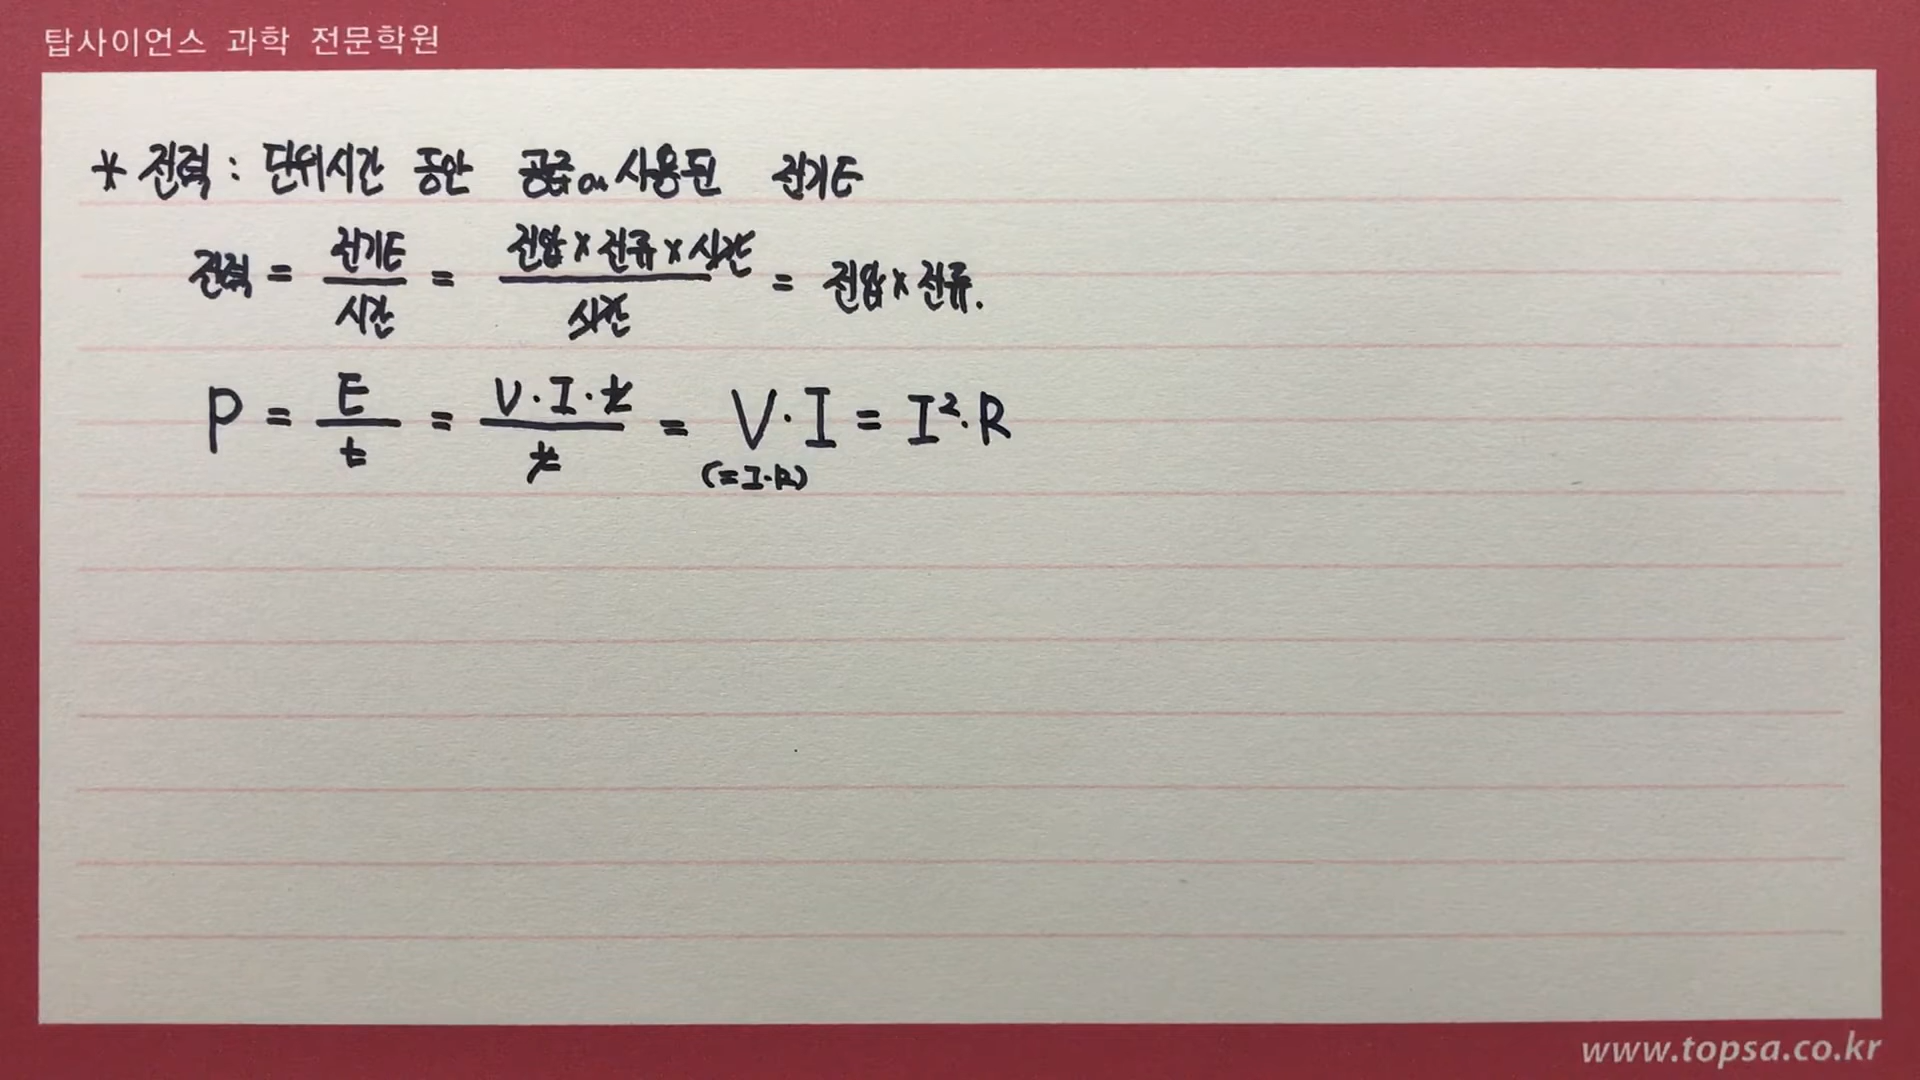 탑사이언스 과학 전문학원
* 전력 : 단위시간 동안 공급 or 사용된 전기E
전력 = 전기E / 시간 = 전압 × 전류 × 시간 / 시간 = 전압 × 전류.
P = E / t = V · I · t / t = V · I = I² · R
(= I · R)
www.topsa.co.kr